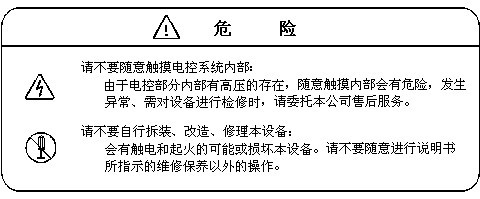 危 险
请不要随意触摸电控系统内部:
由于电控部分内部有高压的存在，随意触摸内部会有危险，发生
异常、需对设备进行检修时，请委托本公司售后服务。
请不要自行拆装、改造、修理本设备:
会有触电和起火的可能或损坏本设备。请不要随意进行说明书
所指示的维修保养以外的操作。